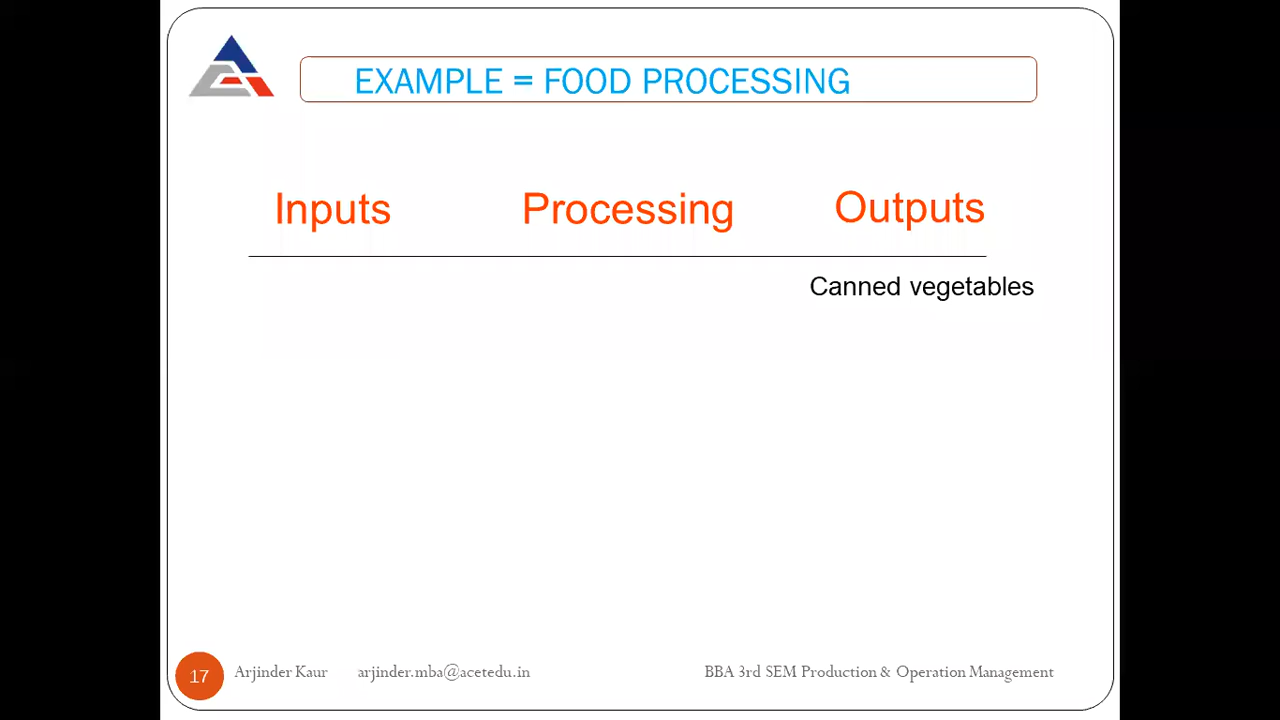 EXAMPLE = FOOD PROCESSING
Inputs Processing Outputs
Canned vegetables
17 Arjinder Kaur arjinder.mba@acetedu.in BBA 3rd SEM Production & Operation Management